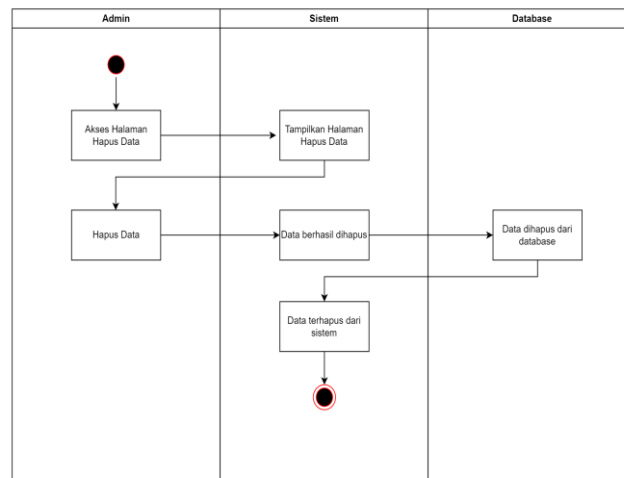 Admin
Sistem
Database
Akses Halaman
Hapus Data
Tampilkan Halaman
Hapus Data
Hapus Data
Data berhasil dihapus
Data dihapus dari
database
Data terhapus dari
sistem